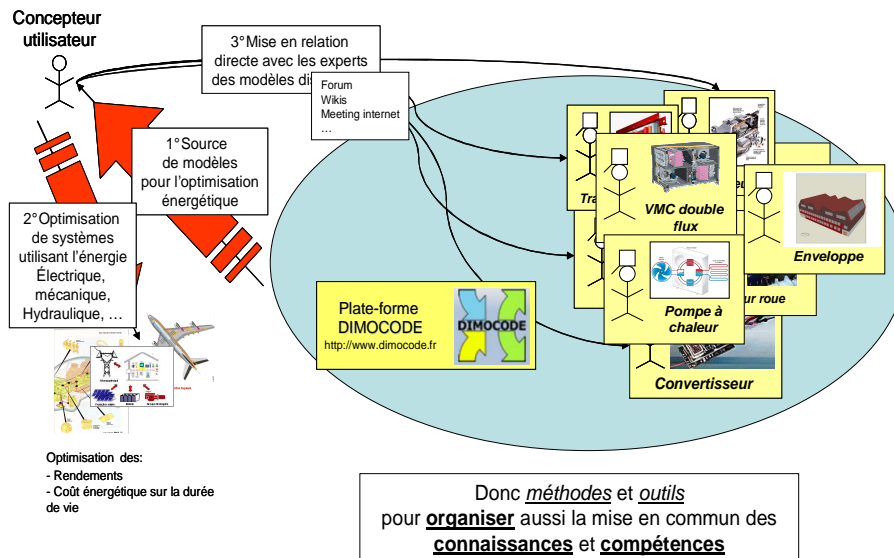 Concepteur
utilisateur
3°Mise en relation
directe avec les experts
des modèles
Forum
Wikis
Meeting internet
…
1°Source
de modèles
pour l'optimisation
énergétique
2°Optimisation
de systèmes
utilisant l'énergie
Électrique,
mécanique,
Hydraulique, …
VMC double
flux
Enveloppe
roue
Pompe à
chaleur
Convertisseur
Plate-forme
DIMOCODE
http://www.dimocode.fr
DIMOCODE
Optimisation des:
- Rendements
- Coût énergétique sur la durée
de vie
Donc méthodes et outils
pour organiser aussi la mise en commun des
connaissances et compétences